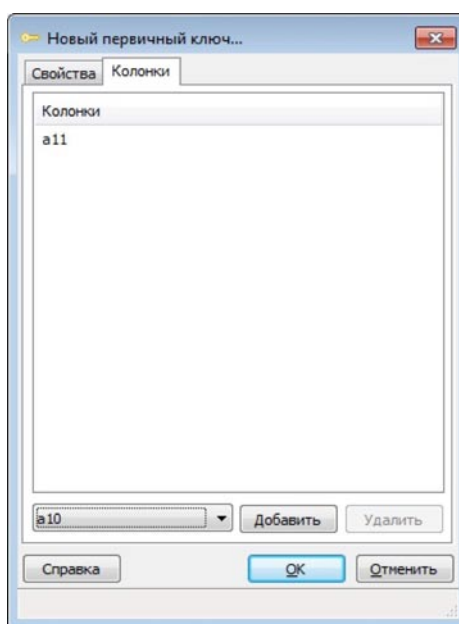 Новый первичный ключ...
Свойства Колонки
Колонки
a11
a10 Добавить Удалить
Справка OK Отменить